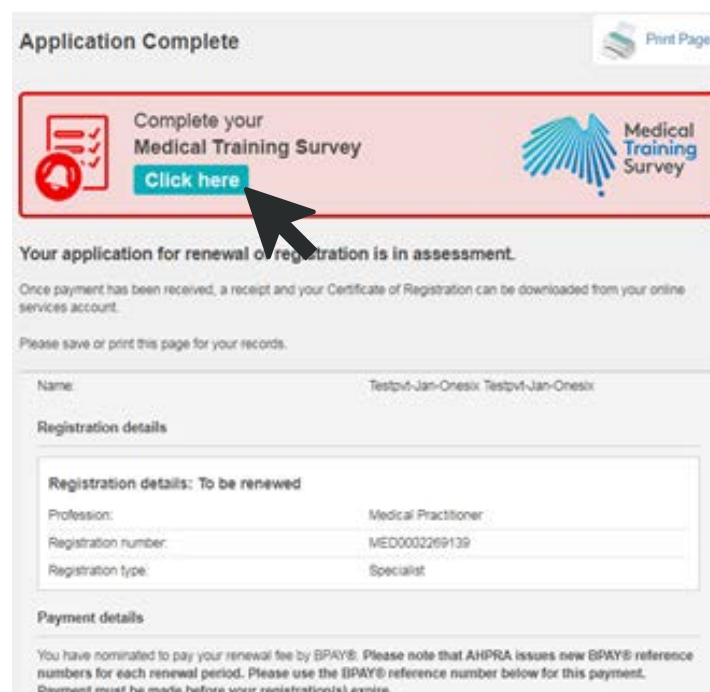 Application Complete
Print Page
Complete your
Medical Training Survey
Click here
Medical
Training
Survey
Your application for renewal of registration is in assessment.
Once payment has been received, a receipt and your Certificate of Registration can be downloaded from your online
services account.
Please save or print this page for your records.
Name: Testpvt-Jan-Onesix Testpvt-Jan-Onesix
Registration details
Registration details: To be renewed
Profession: Medical Practitioner
Registration number: MED0002269139
Registration type: Specialist
Payment details
You have nominated to pay your renewal fee by BPAY®. Please note that AHPRA issues new BPAY® reference
numbers for each renewal period. Please use the BPAY® reference number below for this payment.
Payment must be made before your registration(s) expire.